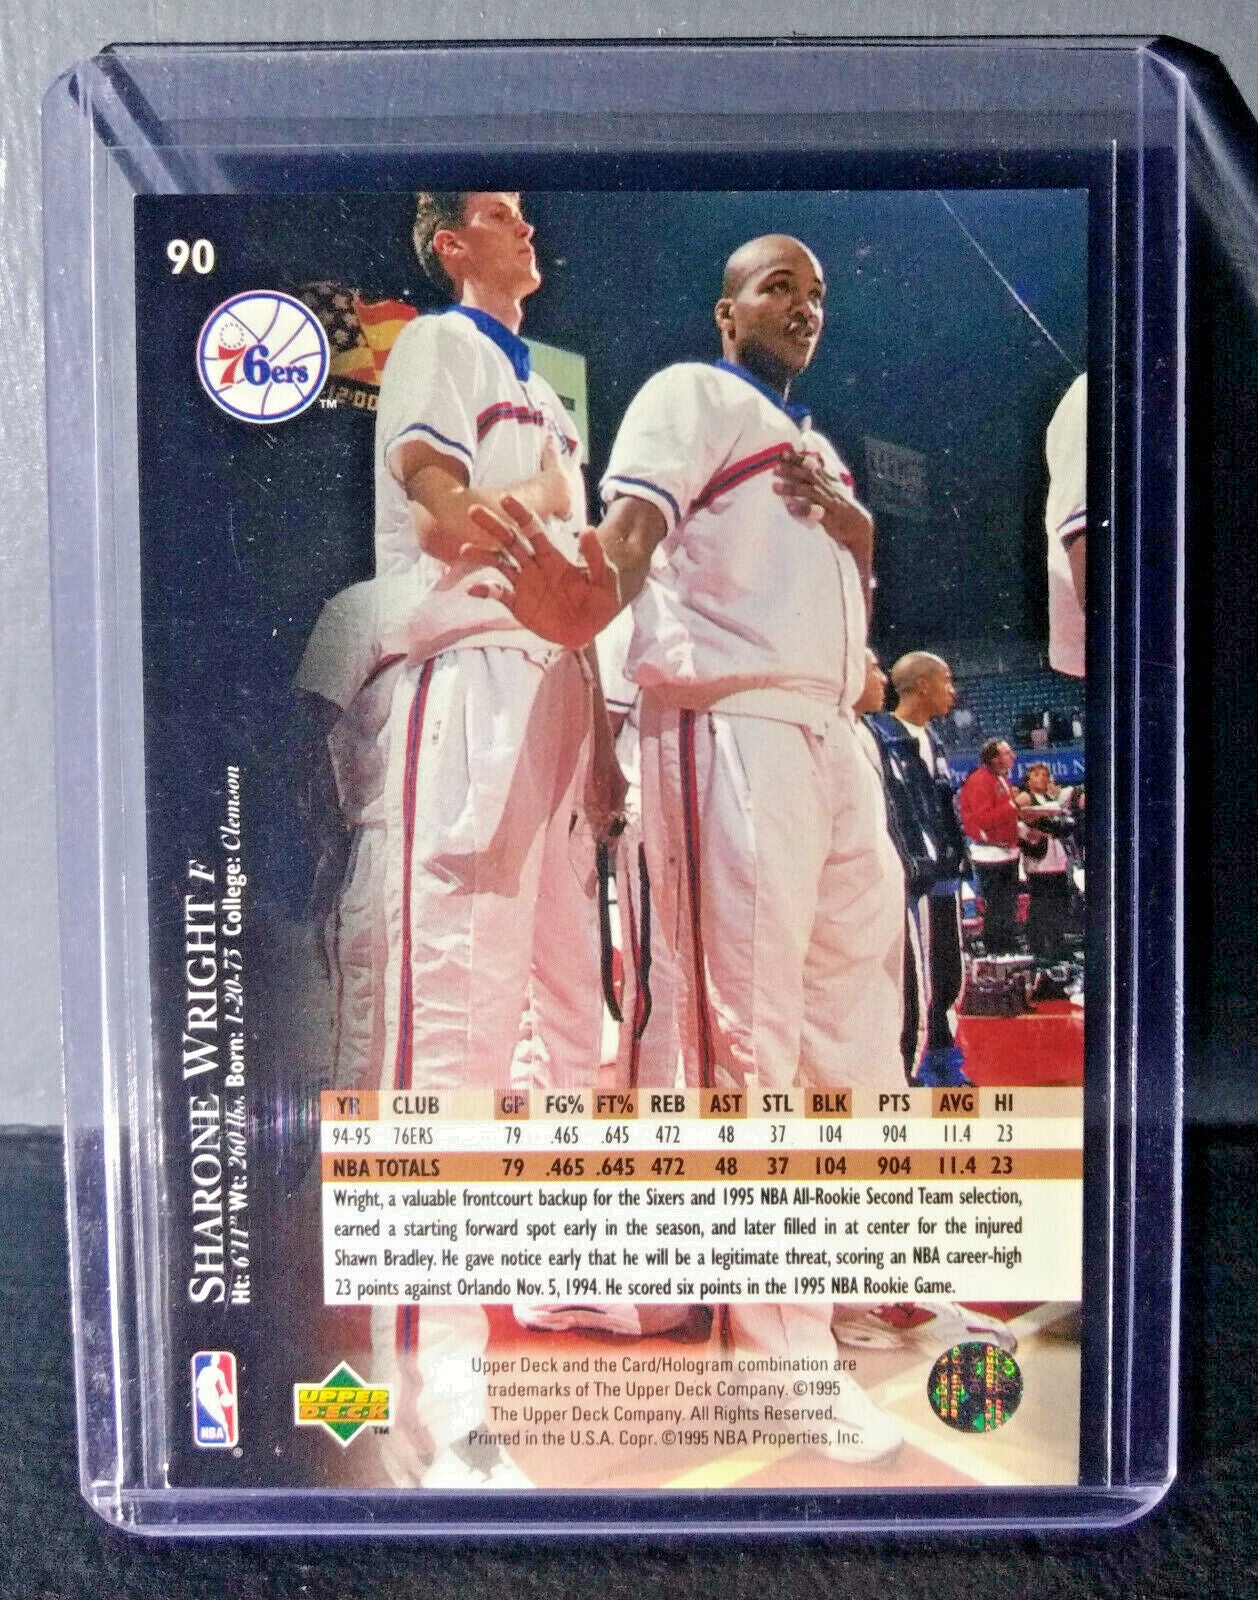 90
76ers
TM
12:00
SHARONE WRIGHT F
Ht: 6'11" Wt: 260 lbs. Born: 1-20-73 College: Clemson
YR CLUB GP FG% FT% REB AST STL BLK PTS AVG HI
94-95 76ERS 79 .465 .645 472 48 37 104 904 11.4 23
NBA TOTALS 79 .465 .645 472 48 37 104 904 11.4 23
Wright, a valuable frontcourt backup for the Sixers and 1995 NBA All-Rookie Second Team selection,
earned a starting forward spot early in the season, and later filled in at center for the injured
Shawn Bradley. He gave notice early that he will be a legitimate threat, scoring an NBA career-high
23 points against Orlando Nov. 5, 1994. He scored six points in the 1995 NBA Rookie Game.
NBA
®
UPPER
DECK
TM
Upper Deck and the Card/Hologram combination are
trademarks of The Upper Deck Company. ©1995
The Upper Deck Company. All Rights Reserved.
Printed in the U.S.A. Copr. ©1995 NBA Properties, Inc.